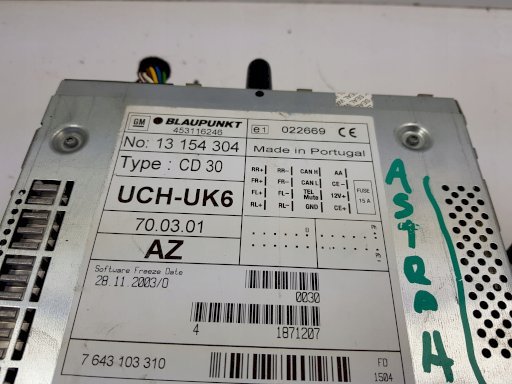 GM BLAUPUNKT
453116246
e1 022669 CE
No: 13 154 304
Made in Portugal
Type : CD 30
RR+ RR- CAN H AA
FR+ FR- CAN L CE-
FL+ FL- TEL Mute 12V+
RL+ RL- GND CE+
FUSE
15 A
UCH-UK6
70.03.01
AZ
Software Freeze Date
28.11.2003/0
0030
4 1871207
7 643 103 310
FD
1504
ASTRA H